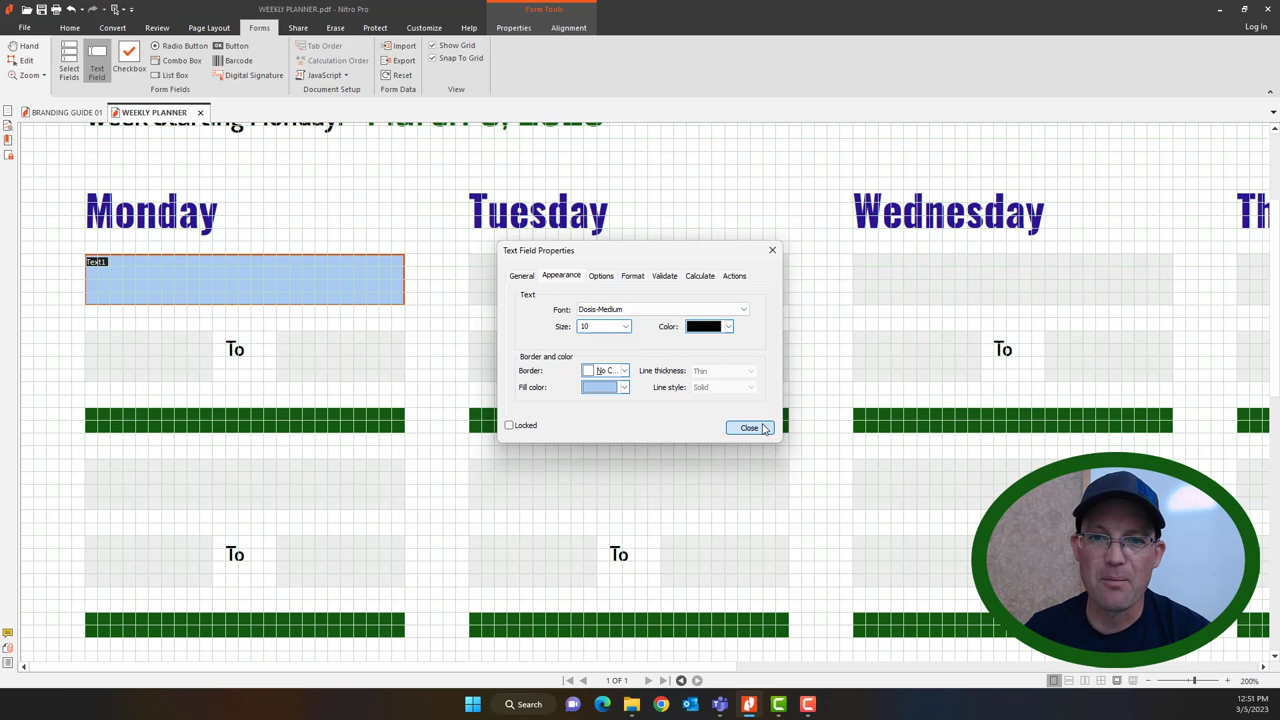 WEEKLY PLANNER.pdf - Nitro Pro
Form Tools
File Home Convert Review Page Layout Forms Share Erase Protect Customize Help Properties Alignment Log In
Hand
Edit
Zoom
Select Fields
Text Field
Checkbox
Radio Button
Combo Box
List Box
Button
Barcode
Digital Signature
Form Fields
Tab Order
Calculation Order
JavaScript
Document Setup
Import
Export
Reset
Form Data
Show Grid
Snap To Grid
View
BRANDING GUIDE 01 WEEKLY PLANNER
Week Starting Monday:
Monday Tuesday Wednesday Th
Text1
Text Field Properties
General Appearance Options Format Validate Calculate Actions
Text
Font: Dosis-Medium
Size: 10 Color:
Border and color
Border: No C... Line thickness: Thin
Fill color: Line style: Solid
Locked Close
To To
To To
1 OF 1
200%
Search
12:51 PM
3/5/2023